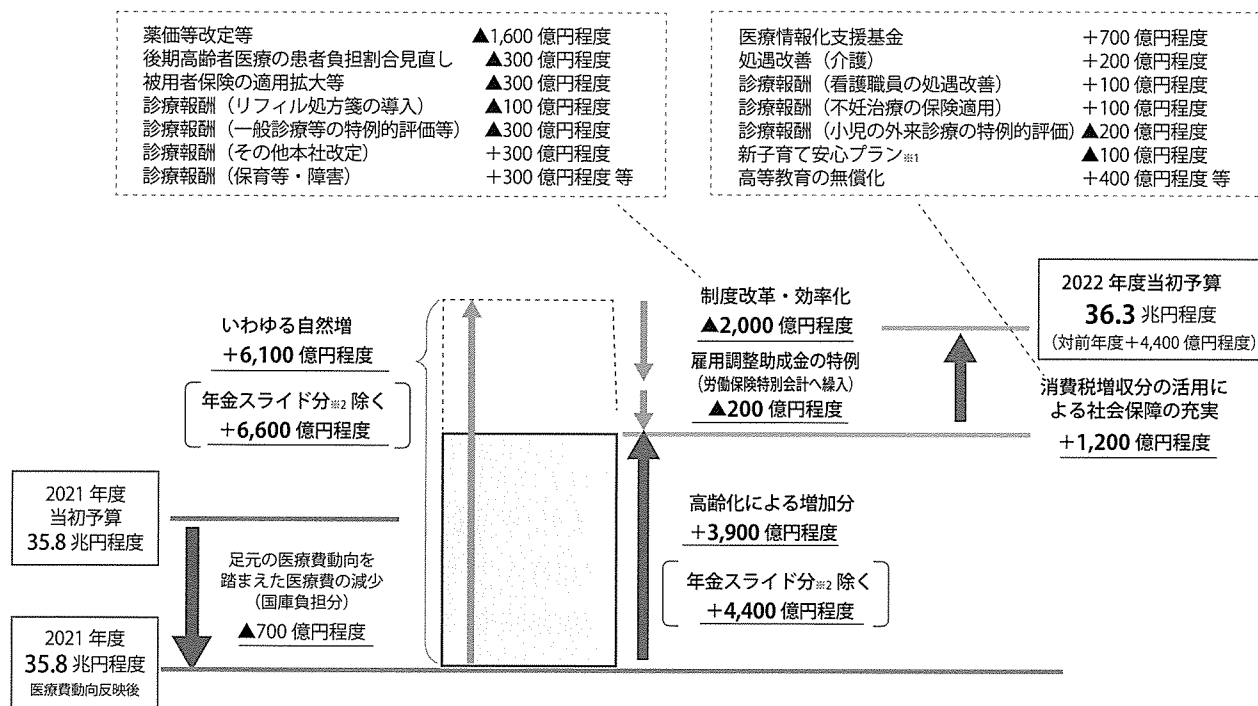 薬価等改定等 ▲1,600 億円程度
後期高齢者医療の患者負担割合見直し ▲300 億円程度
被用者保険の適用拡大等 ▲300 億円程度
診療報酬（リフィル処方箋の導入） ▲100 億円程度
診療報酬（一般診療等の特例的評価等） ▲300 億円程度
診療報酬（その他本社改定） +300 億円程度
診療報酬（保育等・障害） +300 億円程度 等
医療情報化支援基金 +700 億円程度
処遇改善（介護） +200 億円程度
診療報酬（看護職員の処遇改善） +100 億円程度
診療報酬（不妊治療の保険適用） +100 億円程度
診療報酬（小児の外来診療の特例的評価） ▲200 億円程度
新子育て安心プラン※1 ▲100 億円程度
高等教育の無償化 +400 億円程度 等
いわゆる自然増
+6,100 億円程度
年金スライド分※2 除く
+6,600 億円程度
制度改革・効率化
▲2,000 億円程度
雇用調整助成金の特例
(労働保険特別会計へ繰入)
▲200 億円程度
2022 年度当初予算
36.3 兆円程度
（対前年度+4,400 億円程度）
消費税増収分の活用に
よる社会保障の充実
+1,200 億円程度
2021 年度
当初予算
35.8 兆円程度
足元の医療費動向を
踏まえた医療費の減少
（国庫負担分）
▲700 億円程度
高齢化による増加分
+3,900 億円程度
年金スライド分※2 除く
+4,400 億円程度
2021 年度
35.8 兆円程度
医療費動向反映後